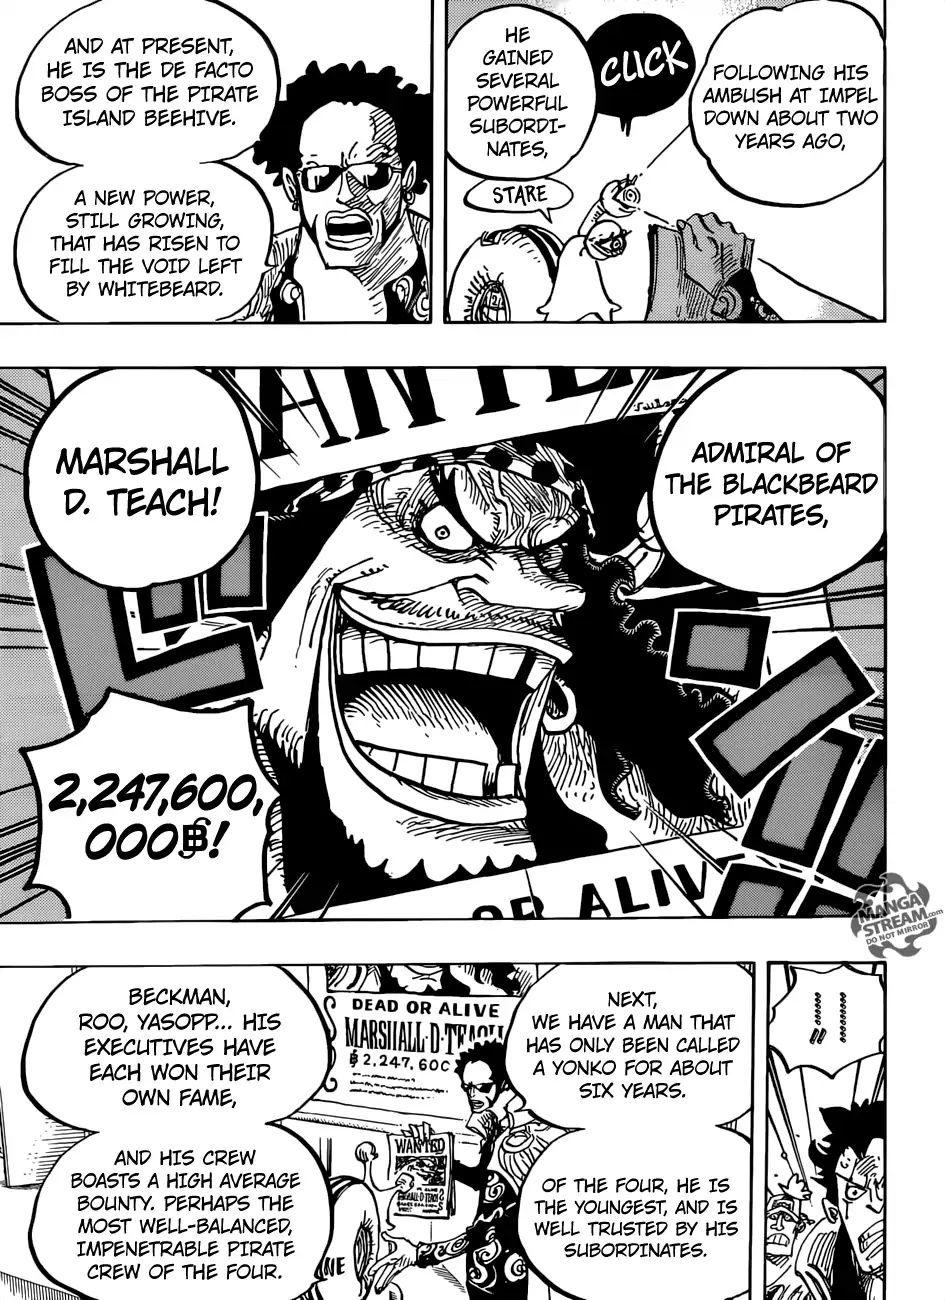 FOLLOWING HIS
AMBUSH AT IMPEL
DOWN ABOUT TWO
YEARS AGO,
CLICK
HE
GAINED
SEVERAL
POWERFUL
SUBORDI-
NATES,
STARE
AND AT PRESENT,
HE IS THE DE FACTO
BOSS OF THE PIRATE
ISLAND BEEHIVE.
A NEW POWER,
STILL GROWING,
THAT HAS RISEN TO
FILL THE VOID LEFT
BY WHITEBEARD.
ADMIRAL OF
THE BLACKBEARD
PIRATES,
MARSHALL
D. TEACH!
2,247,600,
000฿!
OR ALIV
MANGA
STREAM.com
DO NOT MIRROR
!!
NEXT,
WE HAVE A MAN THAT
HAS ONLY BEEN CALLED
A YONKO FOR ABOUT
SIX YEARS.
OF THE FOUR, HE IS
THE YOUNGEST, AND IS
WELL TRUSTED BY HIS
SUBORDINATES.
DEAD OR ALIVE
MARSHALL·D·TEACH
฿2,247,600
WANTED
MARSHALL·D·TEACH
BECKMAN,
ROO, YASOPP... HIS
EXECUTIVES HAVE
EACH WON THEIR
OWN FAME,
AND HIS CREW
BOASTS A HIGH AVERAGE
BOUNTY. PERHAPS THE
MOST WELL-BALANCED,
IMPENETRABLE PIRATE
CREW OF THE FOUR.